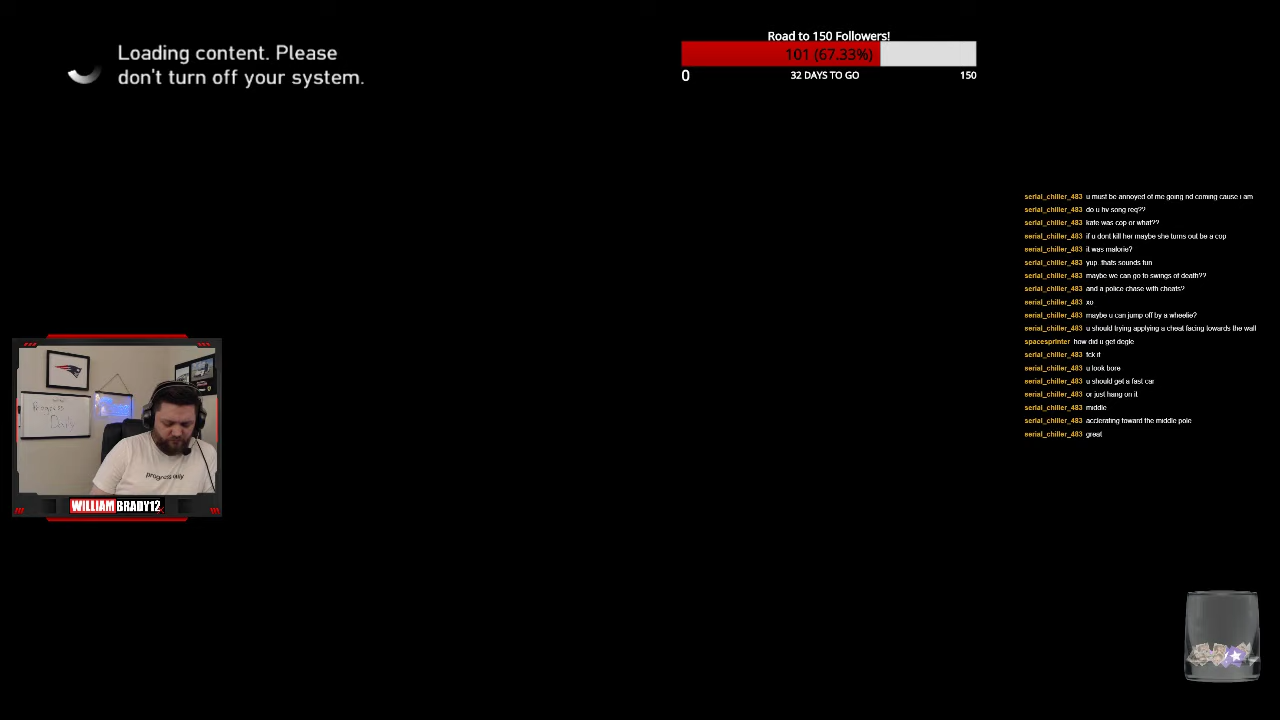 Loading content. Please
don't turn off your system.
Road to 150 Followers!
101 (67.33%)
0
32 DAYS TO GO
150
serial_chiller_483 u must be annoyed of me going nd coming cause i am
serial_chiller_483 do u hv song req??
serial_chiller_483 kate was cop or what??
serial_chiller_483 if u dont kill her maybe she turns out be a cop
serial_chiller_483 it was malorie?
serial_chiller_483 yup. thats sounds fun
serial_chiller_483 maybe we can go to swings of death??
serial_chiller_483 and a police chase with cheats?
serial_chiller_483 xo
serial_chiller_483 maybe u can jump off by a wheelie?
serial_chiller_483 u should trying applying a cheat facing towards the wall
spacesprinter how did u get degle
serial_chiller_483 fck it
serial_chiller_483 u look bore
serial_chiller_483 u should get a fast car
serial_chiller_483 or just hang on it
serial_chiller_483 middle
serial_chiller_483 acclerating toward the middle pole
serial_chiller_483 great
Progress
Daily
WILLIAMBRADY12